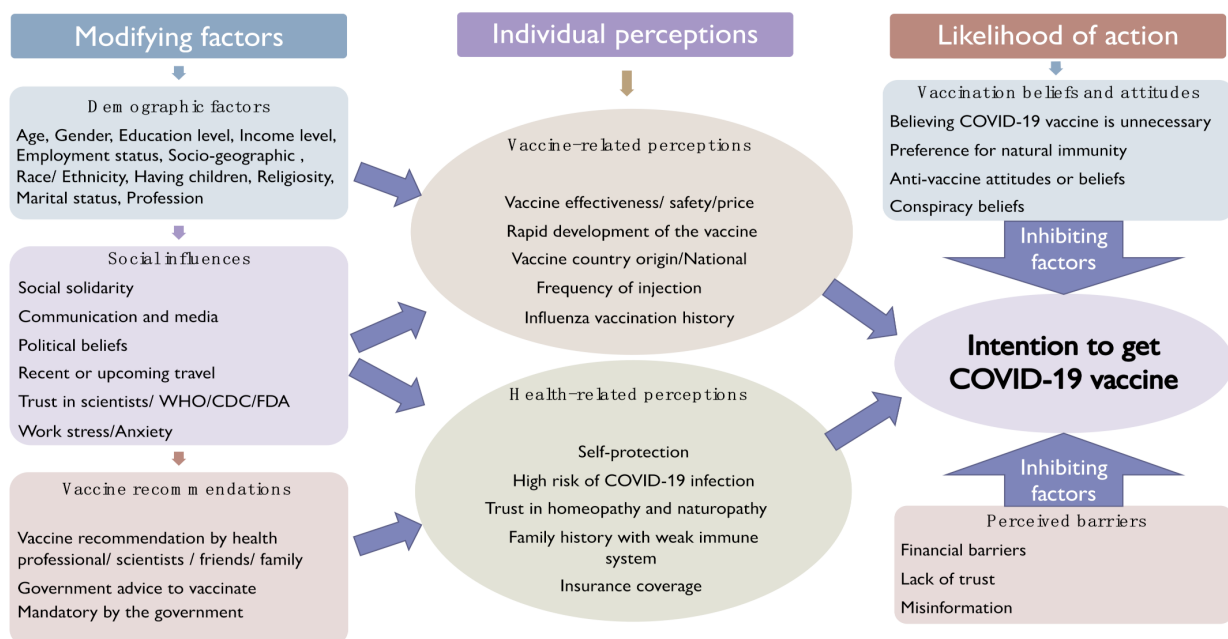 Modifying factors
Demographic factors
Age, Gender, Education level, Income level,
Employment status, Socio-geographic ,
Race/ Ethnicity, Having children, Religiosity,
Marital status, Profession
Social influences
Social solidarity
Communication and media
Political beliefs
Recent or upcoming travel
Trust in scientists/ WHO/CDC/FDA
Work stress/Anxiety
Vaccine recommendations
Vaccine recommendation by health
professional/ scientists / friends/ family
Government advice to vaccinate
Mandatory by the government
Individual perceptions
Vaccine-related perceptions
Vaccine effectiveness/ safety/price
Rapid development of the vaccine
Vaccine country origin/National
Frequency of injection
Influenza vaccination history
Health-related perceptions
Self-protection
High risk of COVID-19 infection
Trust in homeopathy and naturopathy
Family history with weak immune
system
Insurance coverage
Likelihood of action
Vaccination beliefs and attitudes
Believing COVID-19 vaccine is unnecessary
Preference for natural immunity
Anti-vaccine attitudes or beliefs
Conspiracy beliefs
Inhibiting
factors
Intention to get
COVID-19 vaccine
Inhibiting
factors
Perceived barriers
Financial barriers
Lack of trust
Misinformation